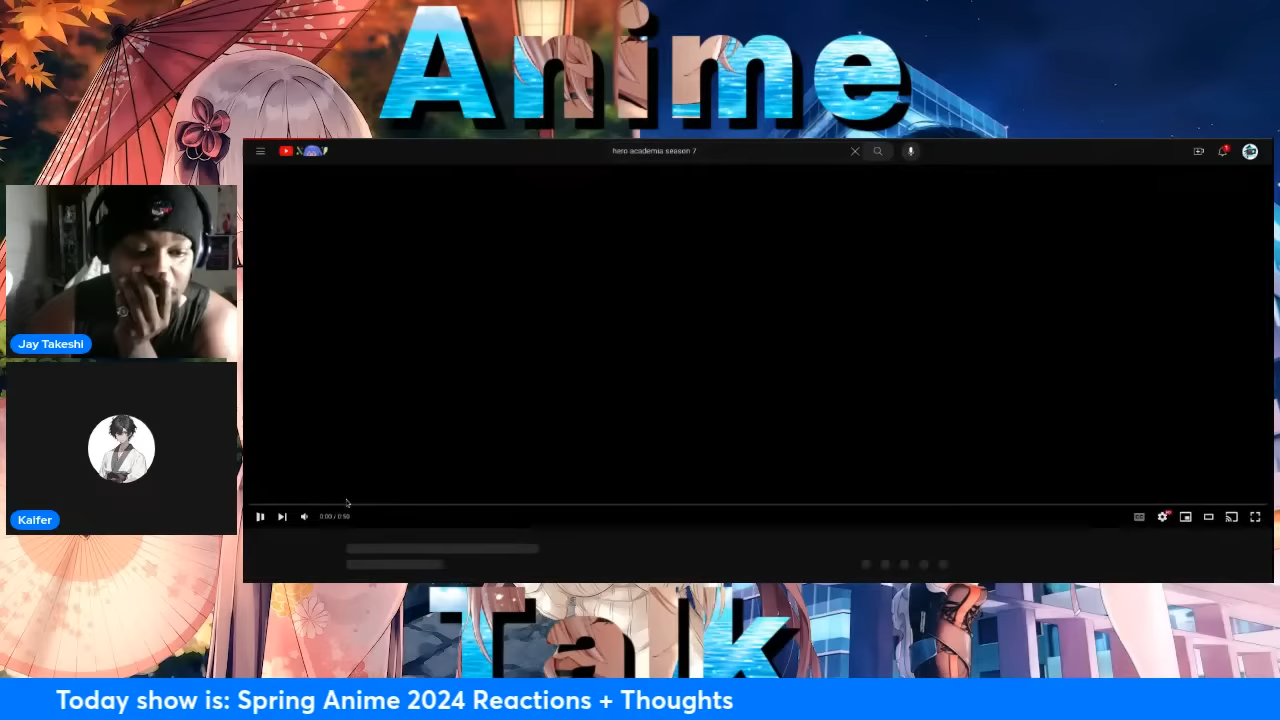 Anime
hero academia season 7
Jay Takeshi
Kaifer
0:00 / 0:50
Talk
Today show is: Spring Anime 2024 Reactions + Thoughts